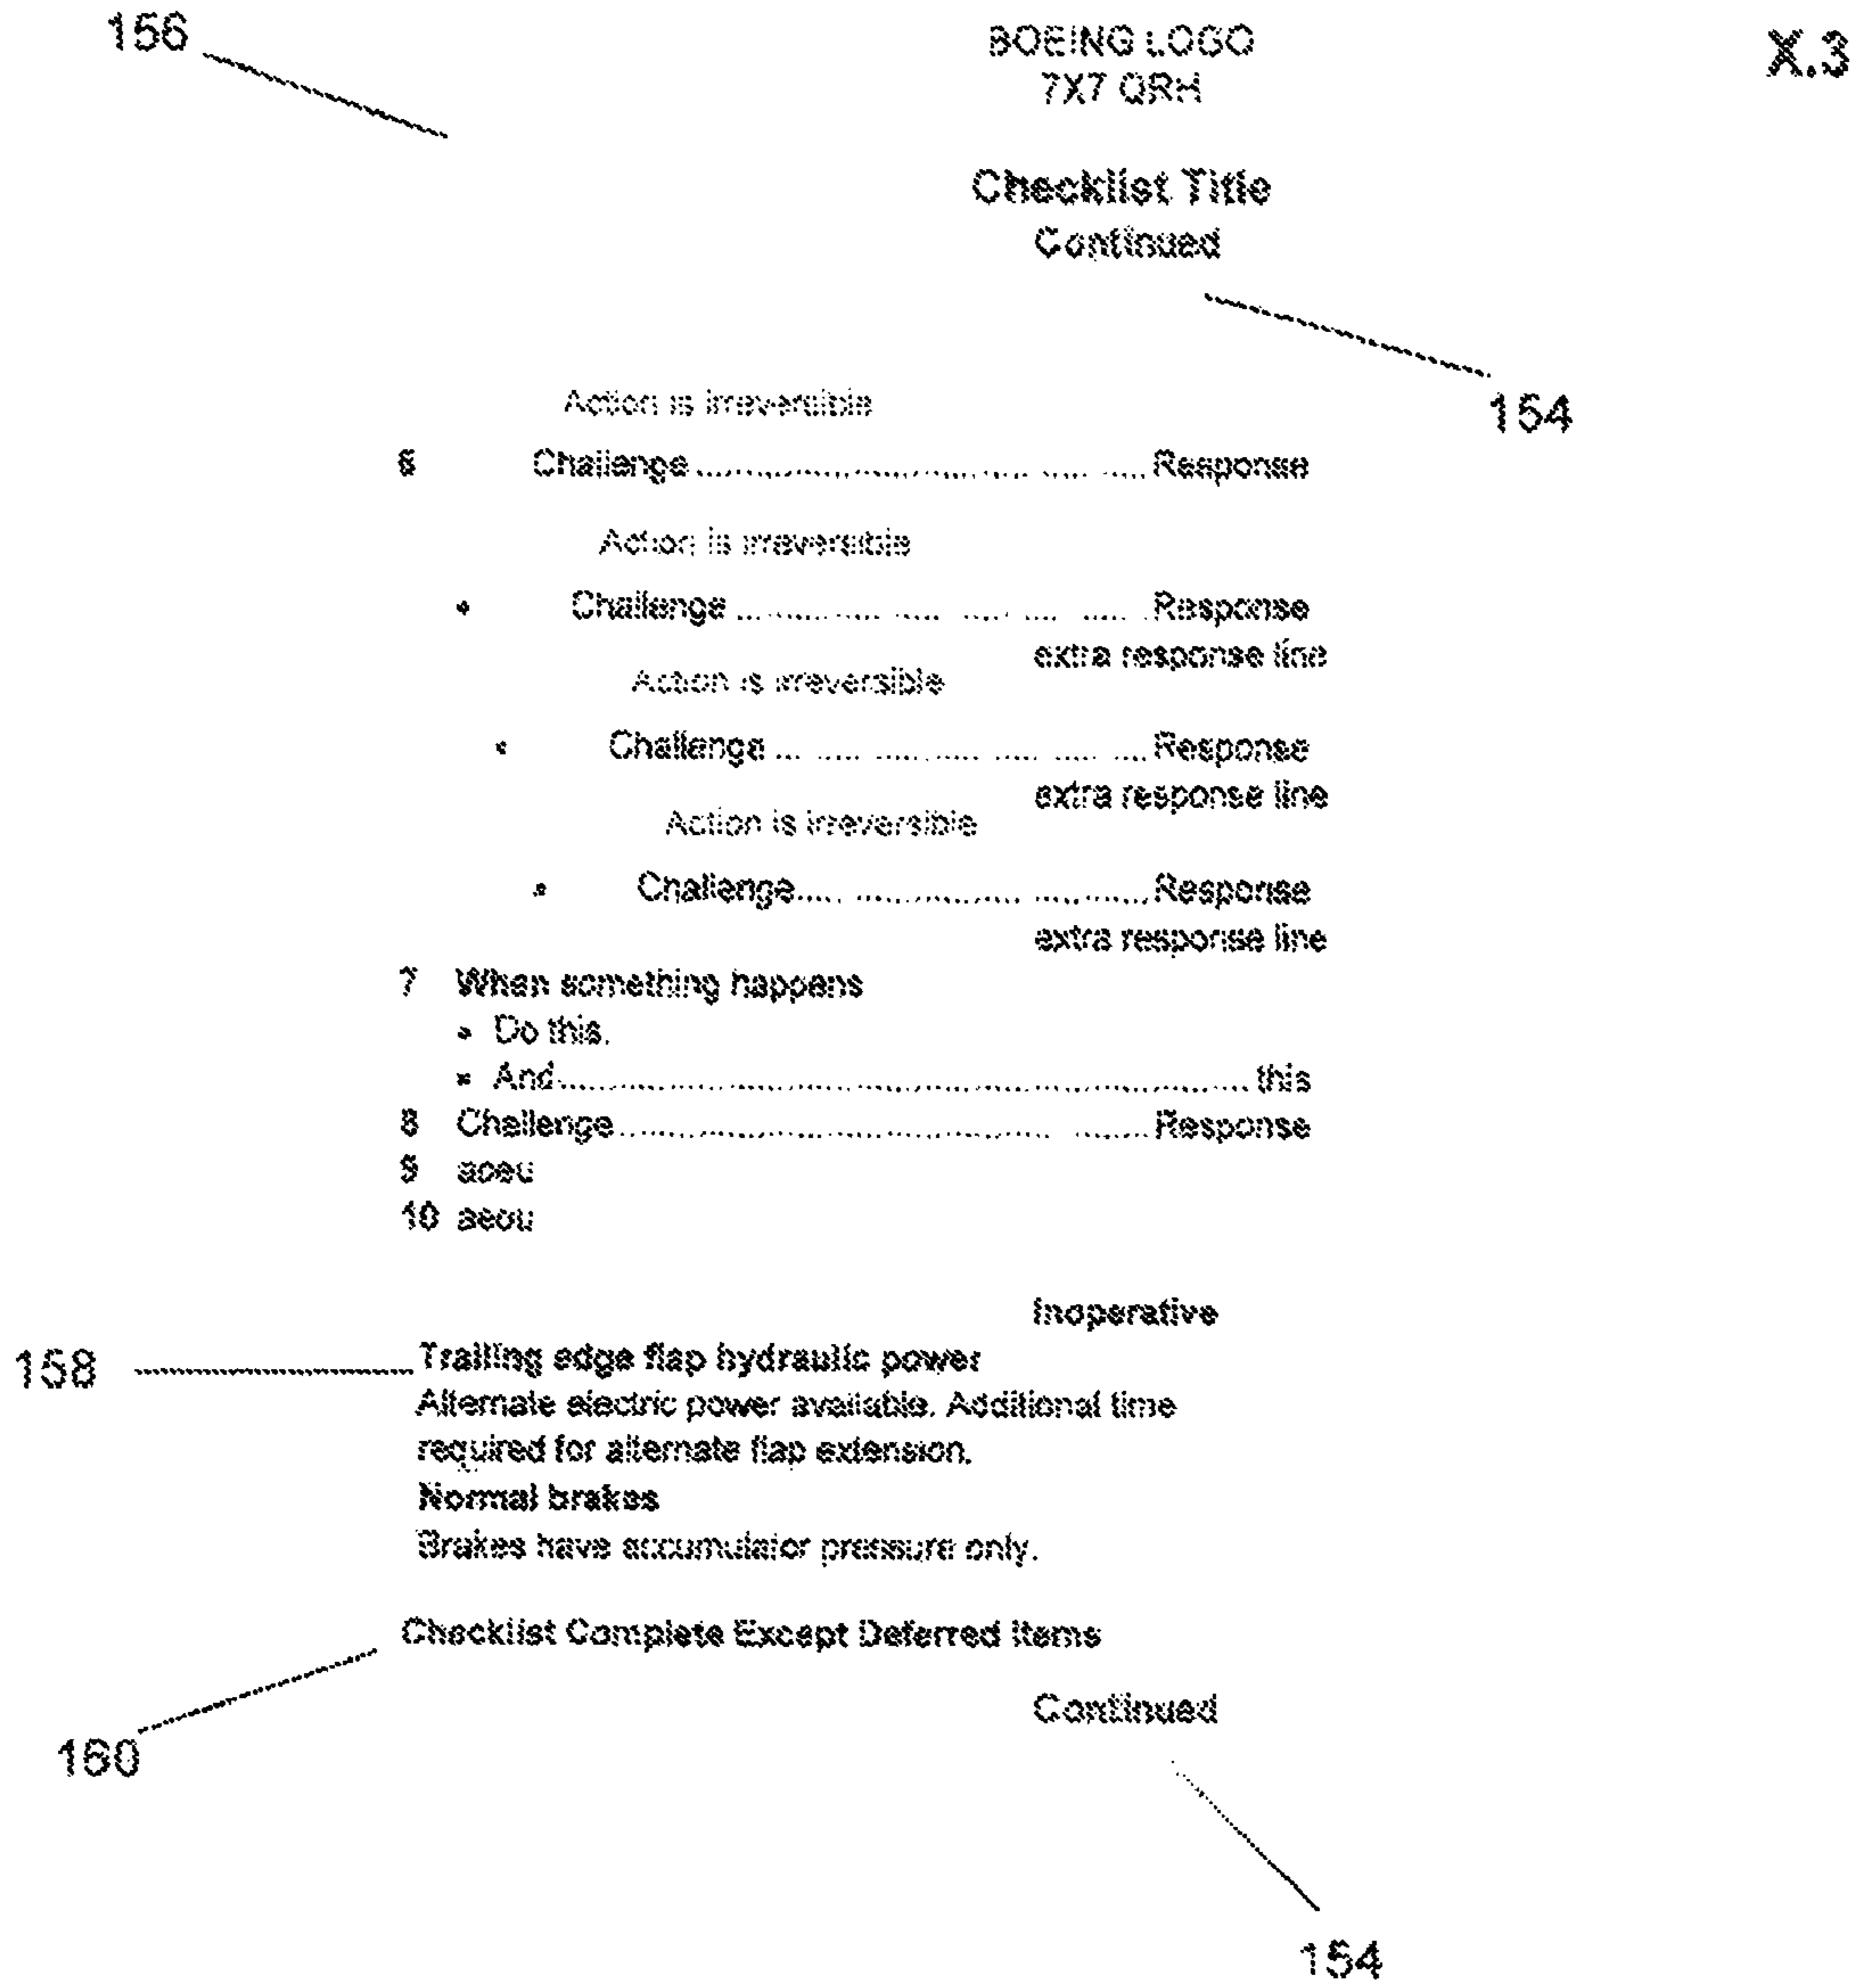 156
BOEING LOGO
X.3
7X7 QRH
Checklist Title
Continued
154
Action is irreversible
6 Challenge ........................................ Response
Action is irreversible
• Challenge ........................................ Response
extra response line
Action is irreversible
• Challenge ........................................ Response
extra response line
Action is irreversible
• Challenge ........................................ Response
extra response line
7 When something happens
• Do this.
• And ........................................ this
8 Challenge ........................................ Response
9 aoeu
10 aeou
Inoperative
158
Trailing edge flap hydraulic power
Alternate electric power available. Additional time
required for alternate flap extension.
Normal brakes
Brakes have accumulator pressure only.
Checklist Complete Except Deferred Items
Continued
160
154